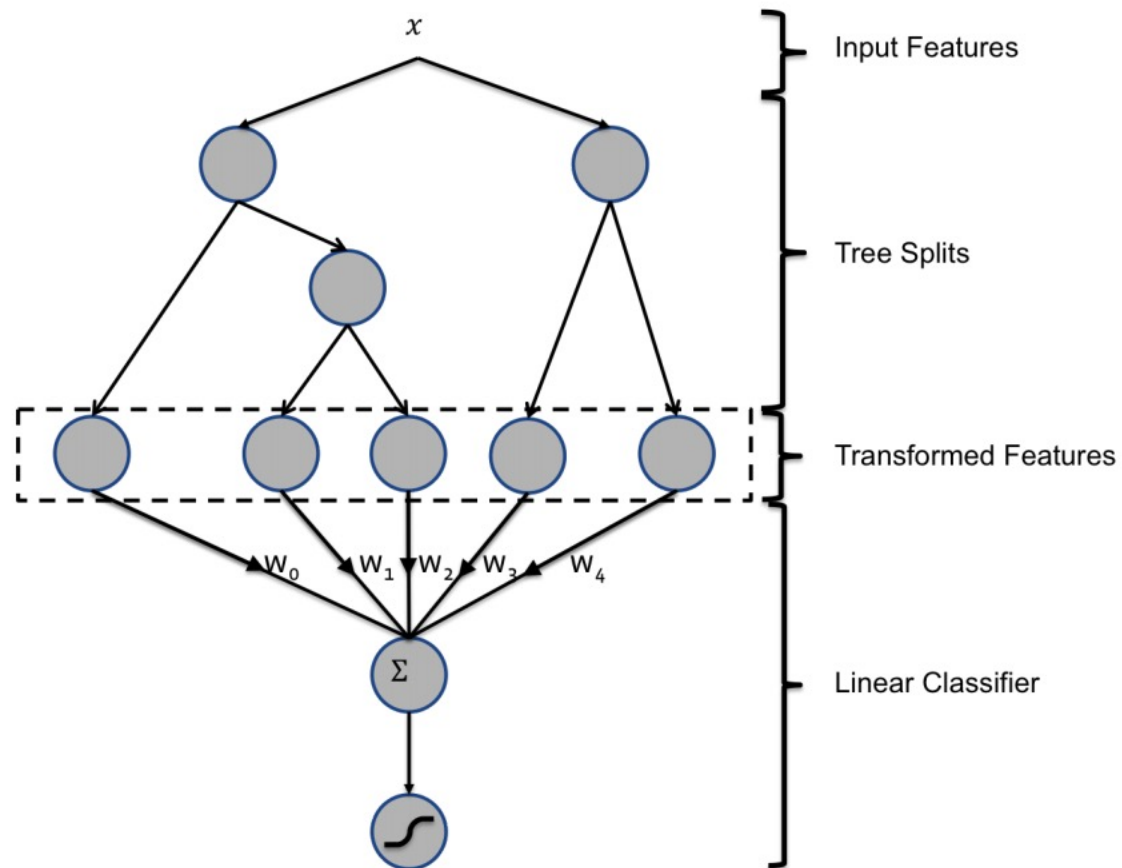 x
Input Features
Tree Splits
Transformed Features
W₀ W₁ W₂ W₃ W₄
Σ
Linear Classifier